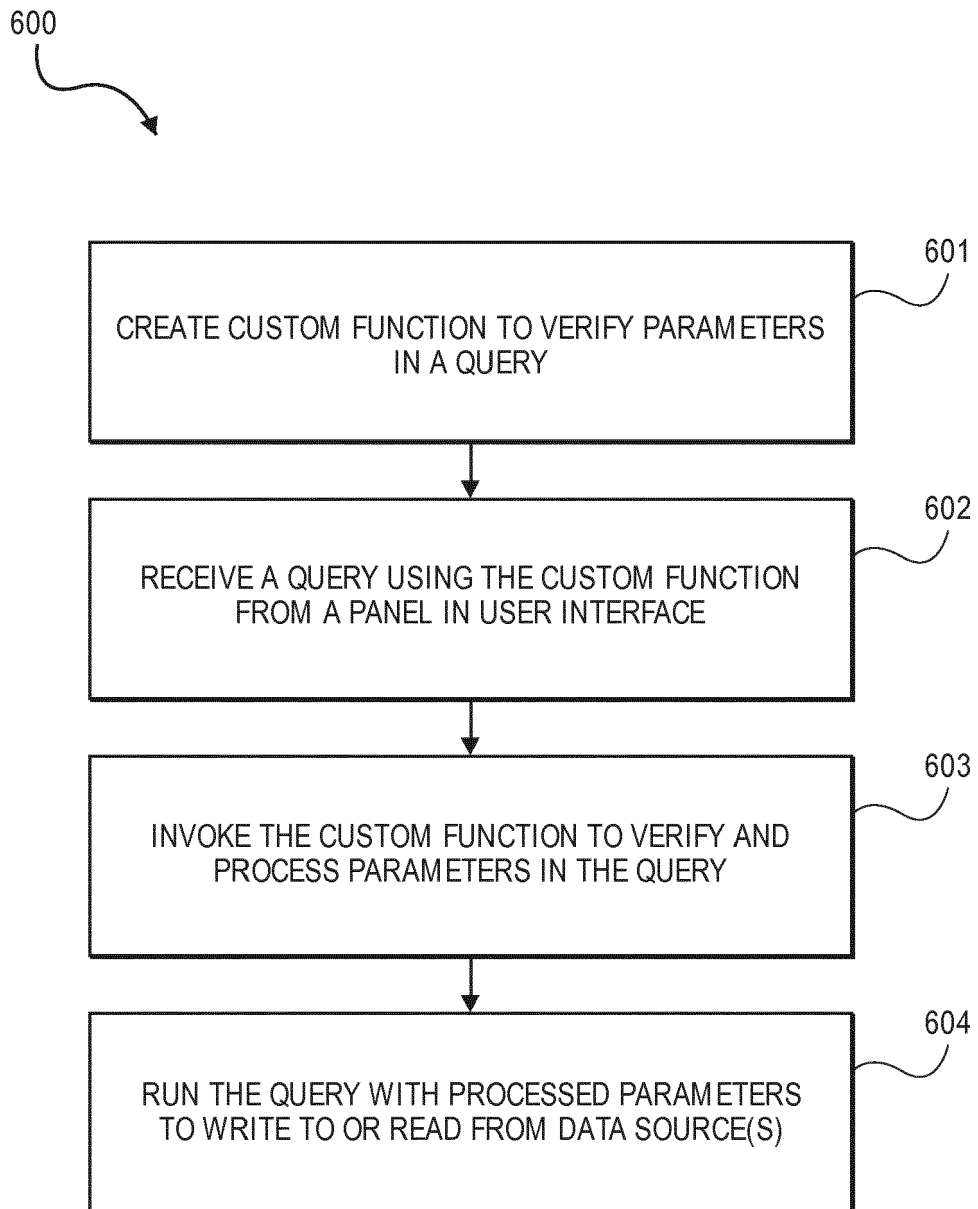 600
601
CREATE CUSTOM FUNCTION TO VERIFY PARAMETERS
IN A QUERY
602
RECEIVE A QUERY USING THE CUSTOM FUNCTION
FROM A PANEL IN USER INTERFACE
603
INVOKE THE CUSTOM FUNCTION TO VERIFY AND
PROCESS PARAMETERS IN THE QUERY
604
RUN THE QUERY WITH PROCESSED PARAMETERS
TO WRITE TO OR READ FROM DATA SOURCE(S)